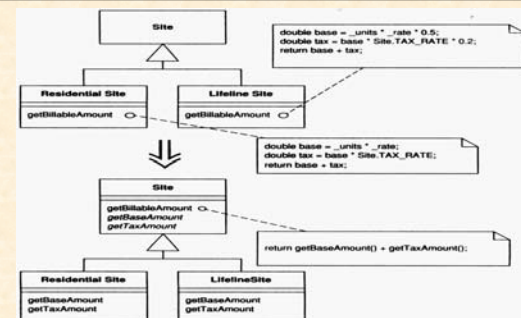 Site
double base = _units * _rate * 0.5;
double tax = base * Site.TAX_RATE * 0.2;
return base + tax;
Residential Site
getBillableAmount
Lifeline Site
getBillableAmount
double base = _units * _rate;
double tax = base * Site.TAX_RATE;
return base + tax;
Site
getBillableAmount
getBaseAmount
getTaxAmount
return getBaseAmount() + getTaxAmount();
Residential Site
getBaseAmount
getTaxAmount
LifelineSite
getBaseAmount
getTaxAmount